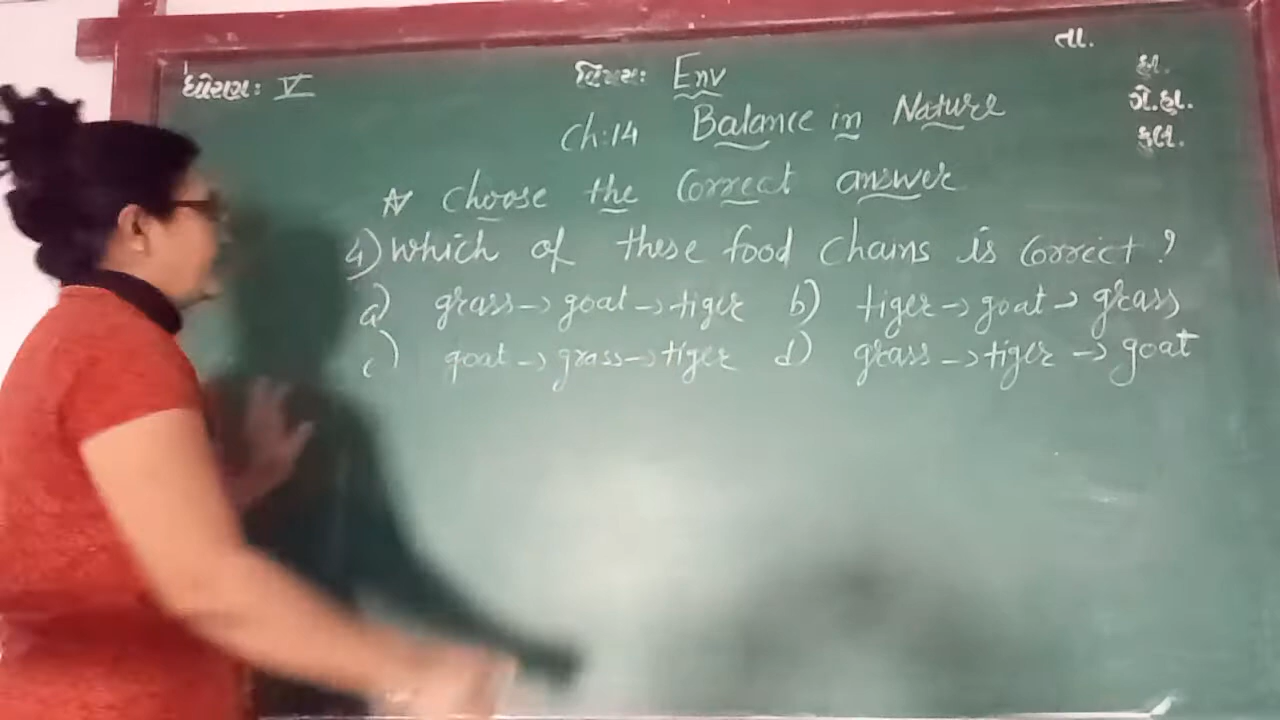 તા.
ધોરણ: V વિષય: Env હા.
Ch:14 Balance in Nature ગે.હા.
કુલ.
☆ Choose the Correct answer
4) which of these food chains is Correct ?
a) grass → goat → tiger b) tiger → goat → grass
c) goat → grass → tiger d) grass → tiger → goat